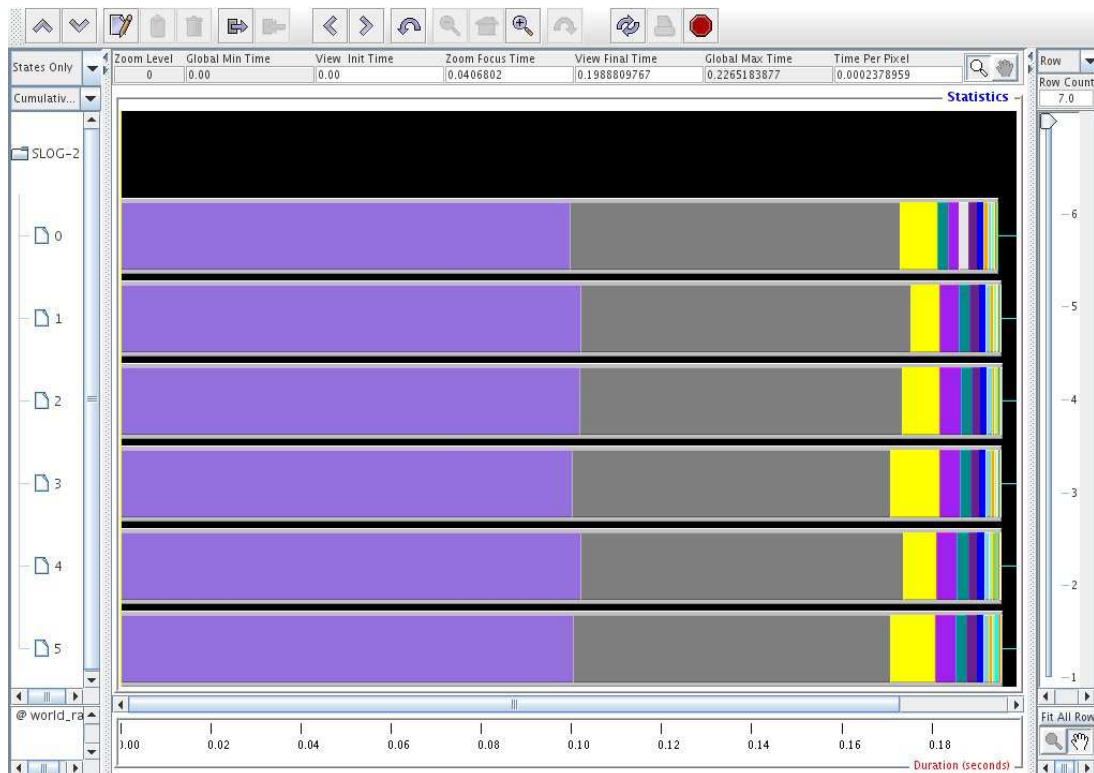 States Only
Cumulativ...
Zoom Level Global Min Time View Init Time Zoom Focus Time View Final Time Global Max Time Time Per Pixel
0 0.00 0.00 0.0406802 0.1988809767 0.2265183877 0.0002378959
Row
Row Count
7.0
Statistics
SLOG-2
0
1
2
3
4
5
6
5
4
3
2
1
@ world_ra
Fit All Row
0.00 0.02 0.04 0.06 0.08 0.10 0.12 0.14 0.16 0.18
Duration (seconds)